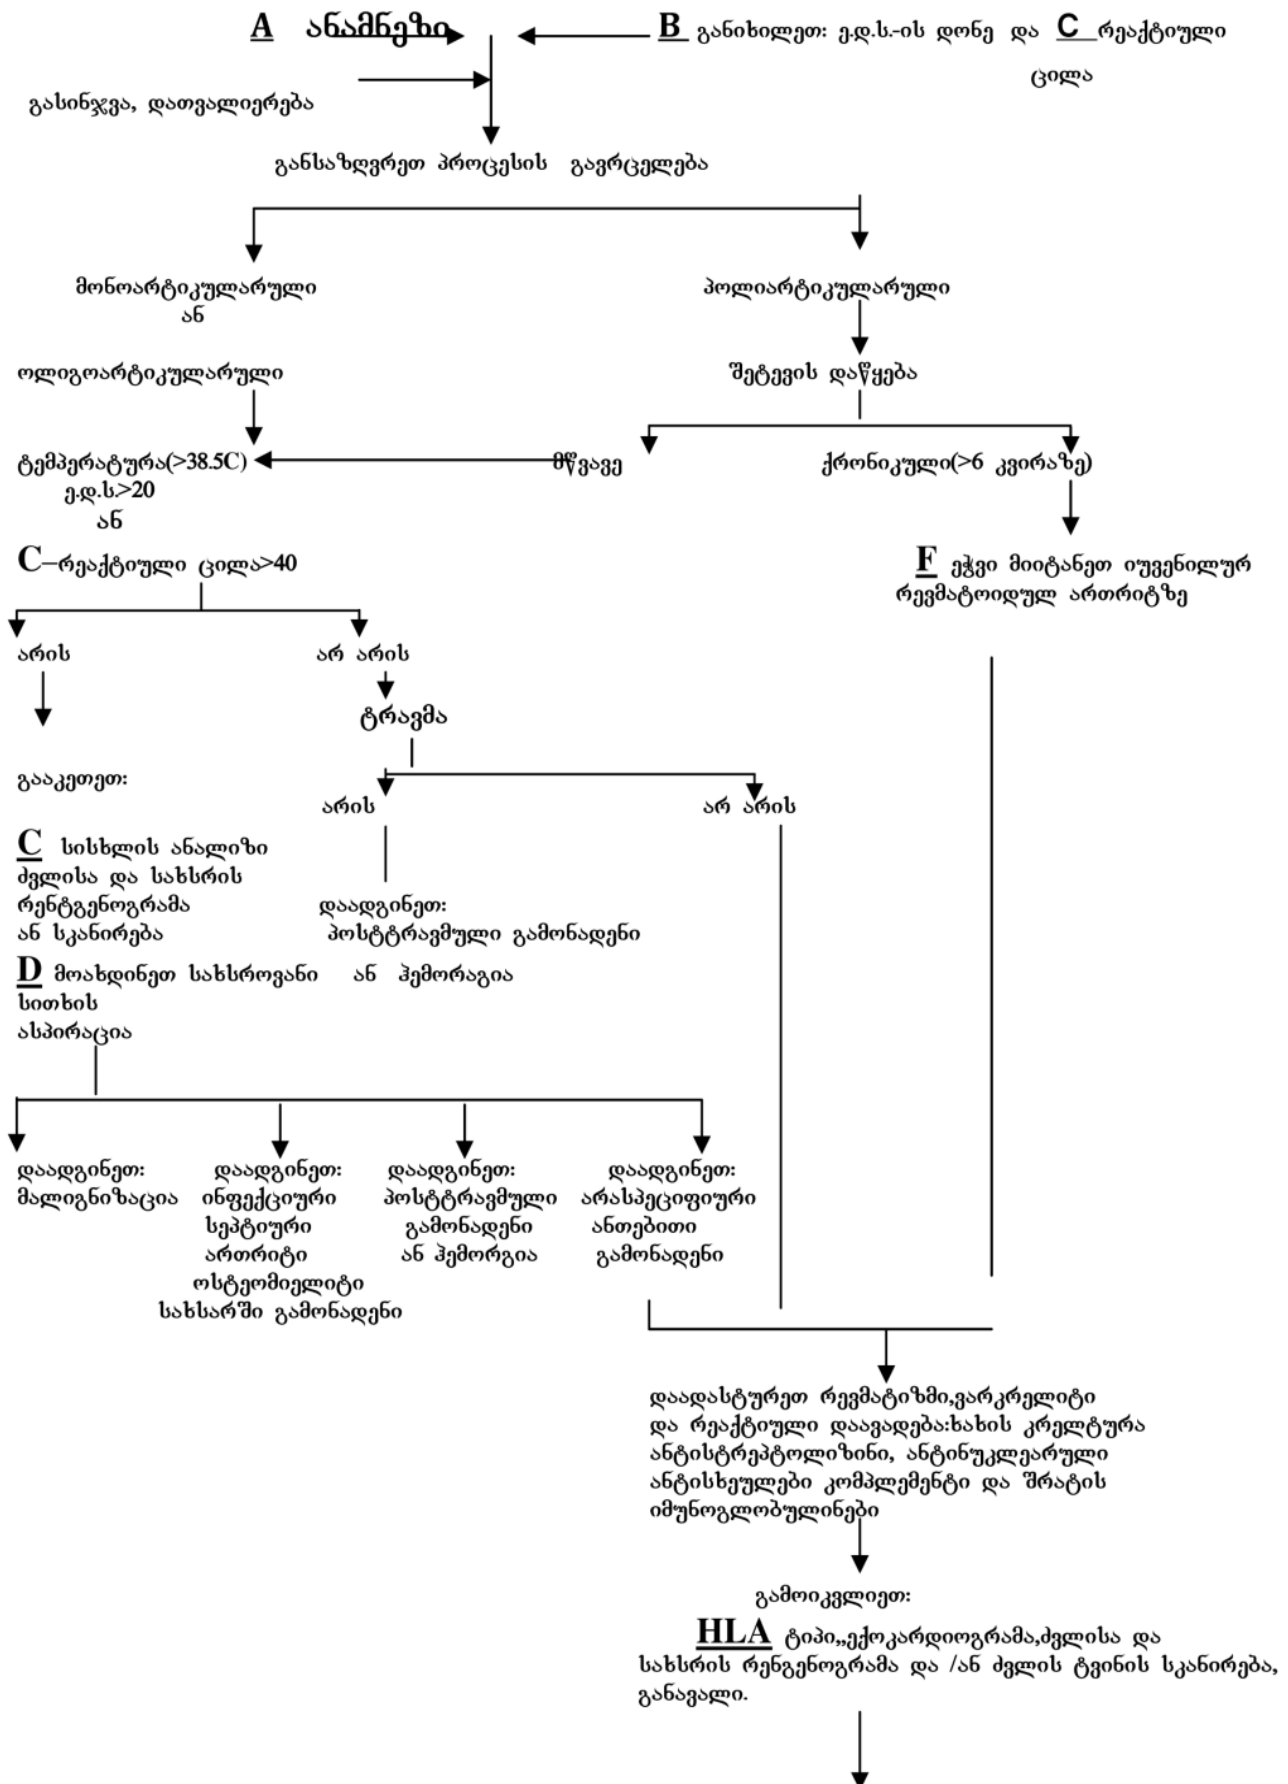 A ანამნეზი
B განიხილეთ: ე.დ.ს.-ის დონე და C რეაქტიული
ცილა
გასინჯვა, დათვალიერება
განსაზღვრეთ პროცესის გავრცელება
მონოარტიკულარული
ან
პოლიარტიკულარული
ოლიგოარტიკულარული
შეტევის დაწყება
ტემპერატურა(>38.5C)
მწვავე
ქრონიკული(>6 კვირაზე)
ე.დ.ს.>20
ან
C–რეაქტიული ცილა>40
F ეჭვი მიიტანეთ იუვენილურ
რევმატოიდულ ართრიტზე
არის
არ არის
ტრავმა
გააკეთეთ:
არის
არ არის
C სისხლის ანალიზი
ძვლისა და სახსრის
რენტგენოგრამა
ან სკანირება
დაადგინეთ:
პოსტტრავმული გამონადენი
D მოახდინეთ სახსროვანი
ან ჰემორაგია
სითხის
ასპირაცია
დაადგინეთ:
მალიგნიზაცია
დაადგინეთ:
ინფექციური
სეპტიური
ართრიტი
ოსტეომიელიტი
სახსარში გამონადენი
დაადგინეთ:
პოსტტრავმული
გამონადენი
ან ჰემორგია
დაადგინეთ:
არასპეციფიური
ანთებითი
გამონადენი
დაადასტურეთ რევმატიზმი,ვარკრელიტი
და რეაქტიული დაავადება:ხახის კრელტურა
ანტისტრეპტოლიზინი, ანტინუკლეარული
ანტისხეულები კომპლემენტი და შრატის
იმუნოგლობულინები
გამოიკვლიეთ:
HLA ტიპი,,ექოკარდიოგრამა,ძვლისა და
სახსრის რენგენოგრამა და /ან ძვლის ტვინის სკანირება,
განავალი.